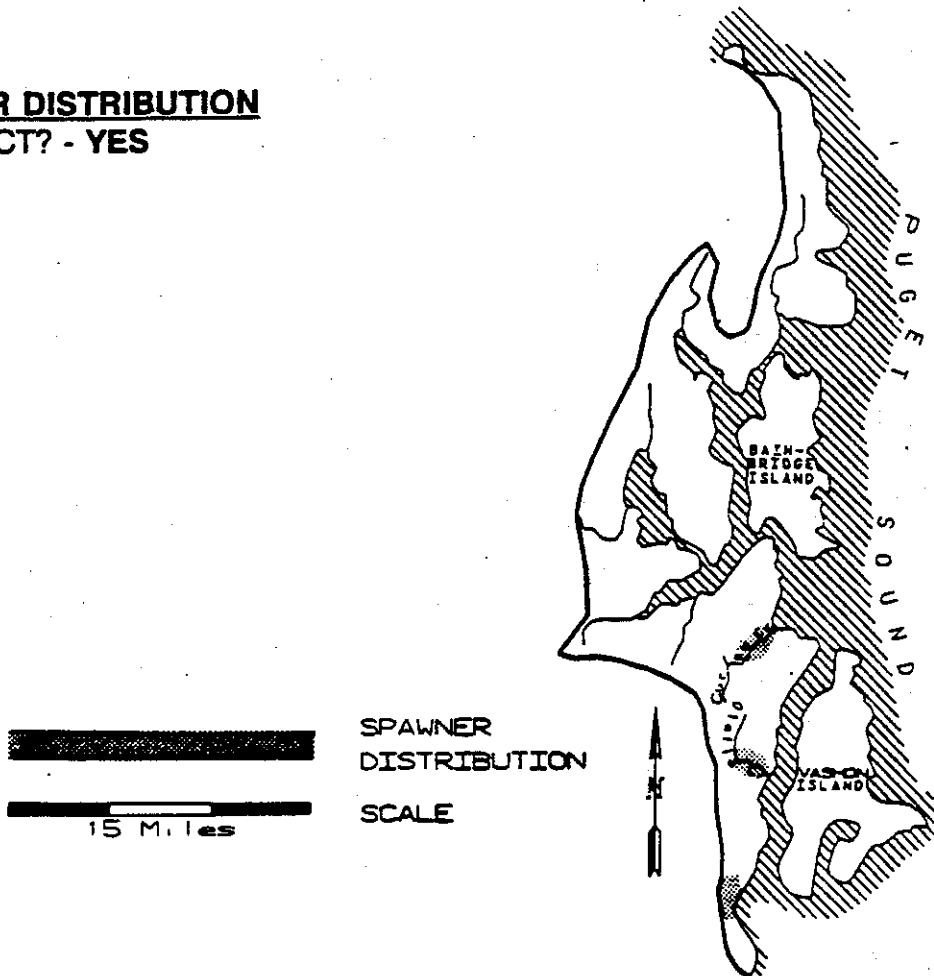 R DISTRIBUTION
CT? - YES
PUGET SOUND
BAIN-
BRIDGE
ISLAND
VASHON
ISLAND
N
SPAWNER
DISTRIBUTION
SCALE
15 Miles